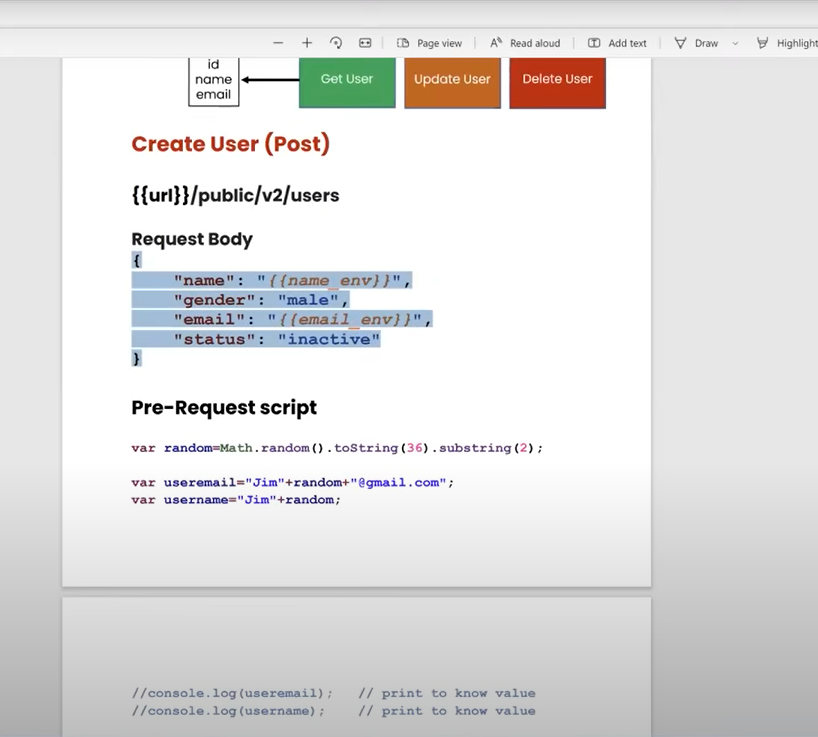 Page view
Read aloud
Add text
Draw
Highlight
id
name
email
Get User
Update User
Delete User
Create User (Post)
{{url}}/public/v2/users
Request Body
{
"name": "{{name_env}}",
"gender": "male",
"email": "{{email_env}}",
"status": "inactive"
}
Pre-Request script
var random=Math.random().toString(36).substring(2);
var useremail="Jim"+random+"@gmail.com";
var username="Jim"+random;
//console.log(useremail); // print to know value
//console.log(username); // print to know value